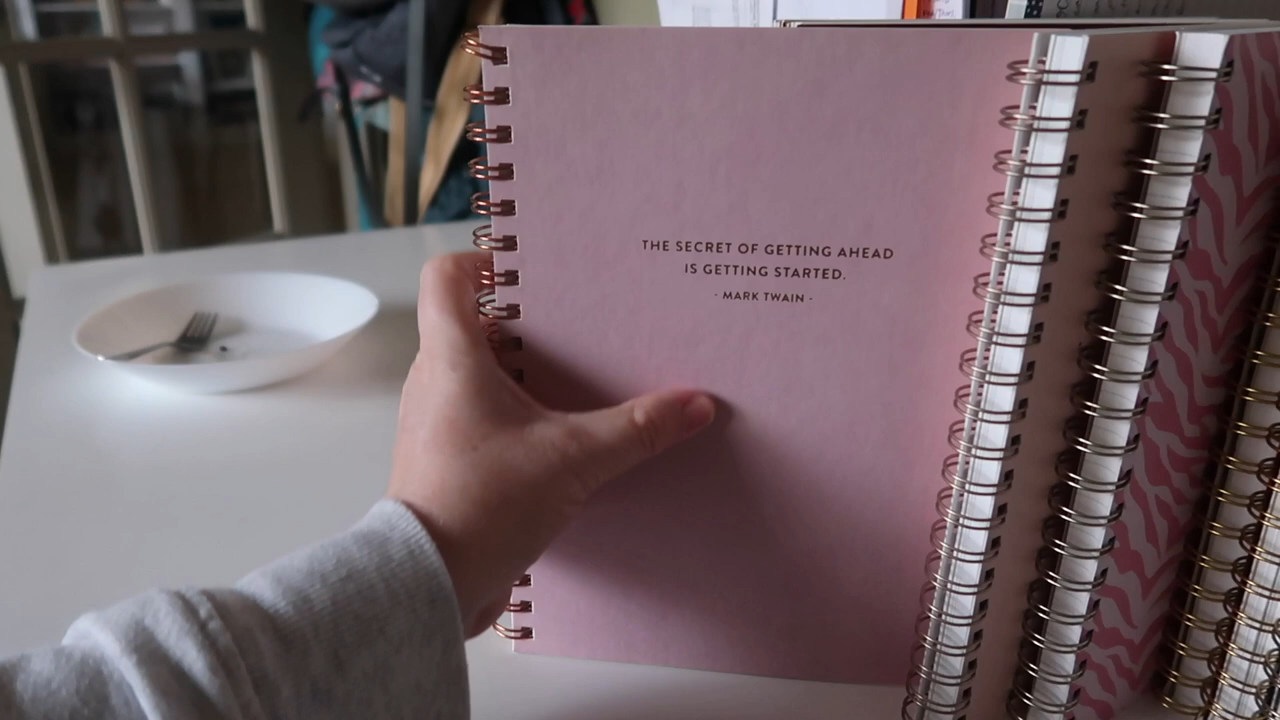 THE SECRET OF GETTING AHEAD
IS GETTING STARTED.
- MARK TWAIN -